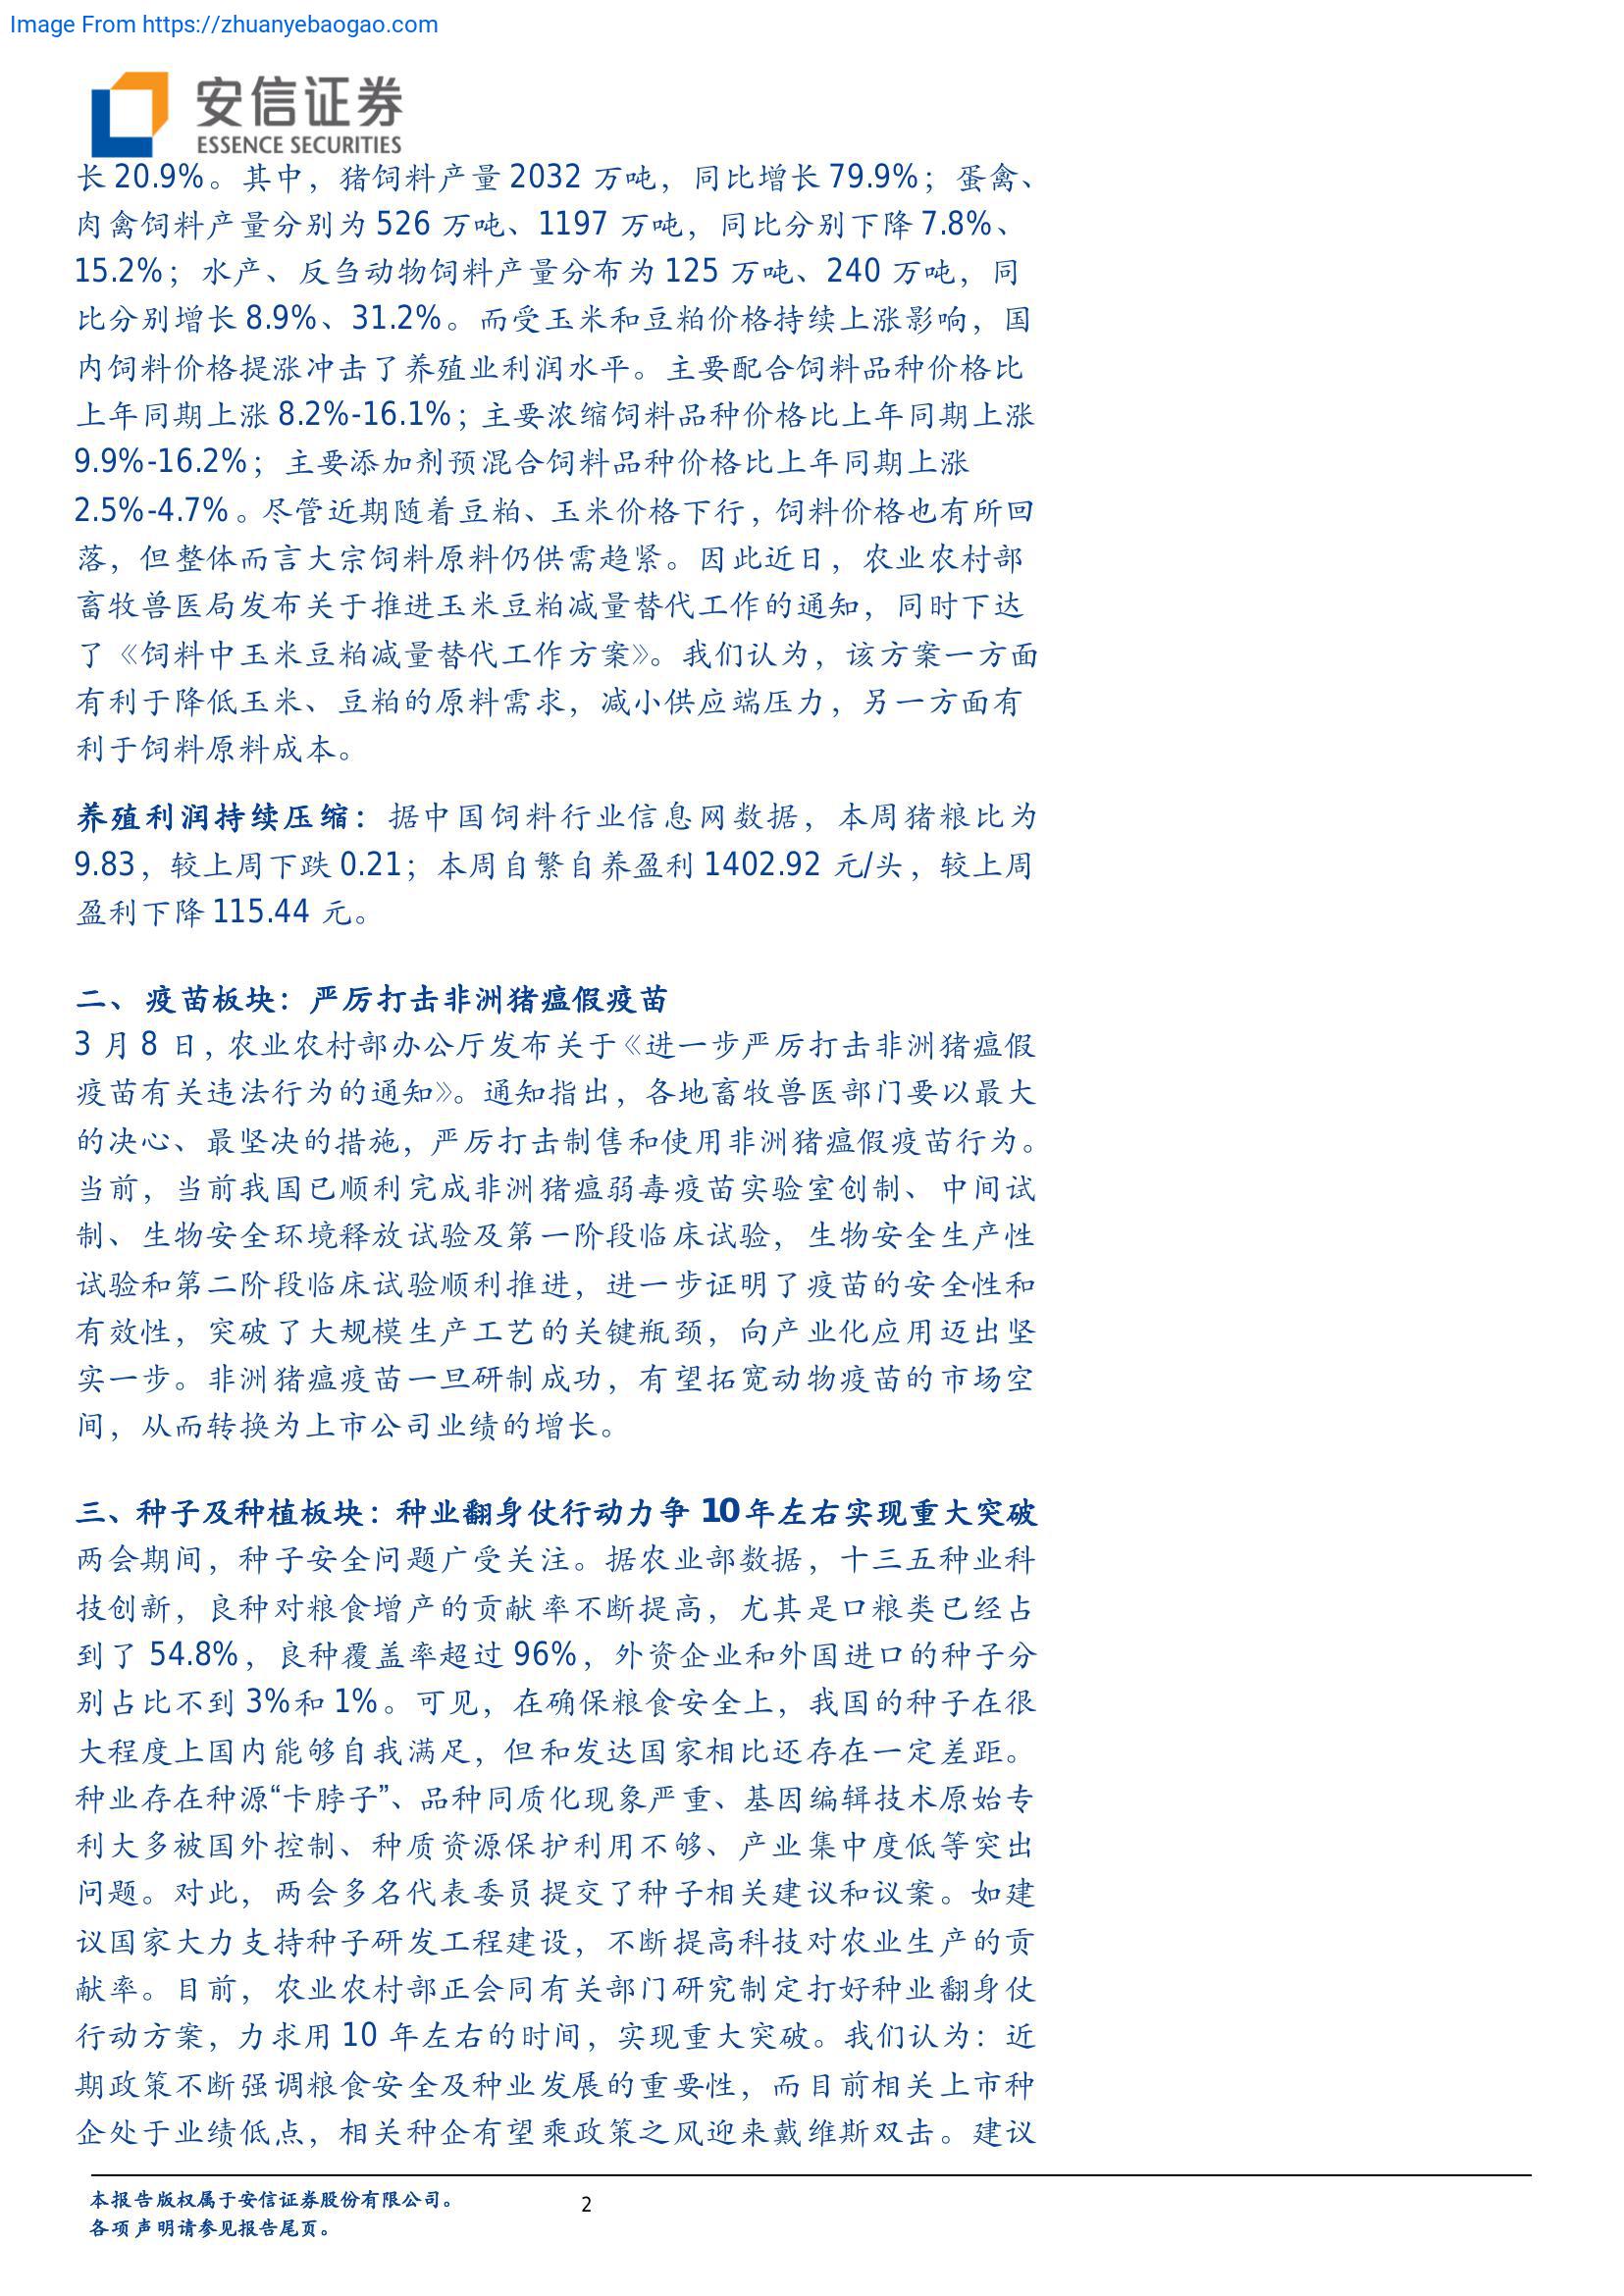 Image From https://zhuanyebaogao.com
安信证券
ESSENCE SECURITIES
长 20.9%。其中，猪饲料产量 2032 万吨，同比增长 79.9%；蛋禽、
肉禽饲料产量分别为 526 万吨、1197 万吨，同比分别下降 7.8%、
15.2%；水产、反刍动物饲料产量分布为 125 万吨、240 万吨，同
比分别增长 8.9%、31.2%。而受玉米和豆粕价格持续上涨影响，国
内饲料价格提涨冲击了养殖业利润水平。主要配合饲料品种价格比
上年同期上涨 8.2%-16.1%；主要浓缩饲料品种价格比上年同期上涨
9.9%-16.2%；主要添加剂预混合饲料品种价格比上年同期上涨
2.5%-4.7%。尽管近期随着豆粕、玉米价格下行，饲料价格也有所回
落，但整体而言大宗饲料原料仍供需趋紧。因此近日，农业农村部
畜牧兽医局发布关于推进玉米豆粕减量替代工作的通知，同时下达
了《饲料中玉米豆粕减量替代工作方案》。我们认为，该方案一方面
有利于降低玉米、豆粕的原料需求，减小供应端压力，另一方面有
利于饲料原料成本。
养殖利润持续压缩：据中国饲料行业信息网数据，本周猪粮比为
9.83，较上周下跌 0.21；本周自繁自养盈利 1402.92 元/头，较上周
盈利下降 115.44 元。
二、疫苗板块：严厉打击非洲猪瘟假疫苗
3 月 8 日，农业农村部办公厅发布关于《进一步严厉打击非洲猪瘟假
疫苗有关违法行为的通知》。通知指出，各地畜牧兽医部门要以最大
的决心、最坚决的措施，严厉打击制售和使用非洲猪瘟假疫苗行为。
当前，当前我国已顺利完成非洲猪瘟弱毒疫苗实验室创制、中间试
制、生物安全环境释放试验及第一阶段临床试验，生物安全生产性
试验和第二阶段临床试验顺利推进，进一步证明了疫苗的安全性和
有效性，突破了大规模生产工艺的关键瓶颈，向产业化应用迈出坚
实一步。非洲猪瘟疫苗一旦研制成功，有望拓宽动物疫苗的市场空
间，从而转换为上市公司业绩的增长。
三、种子及种植板块：种业翻身仗行动力争 10 年左右实现重大突破
两会期间，种子安全问题广受关注。据农业部数据，十三五种业科
技创新，良种对粮食增产的贡献率不断提高，尤其是口粮类已经占
到了 54.8%，良种覆盖率超过 96%，外资企业和外国进口的种子分
别占比不到 3%和 1%。可见，在确保粮食安全上，我国的种子在很
大程度上国内能够自我满足，但和发达国家相比还存在一定差距。
种业存在种源“卡脖子”、品种同质化现象严重、基因编辑技术原始专
利大多被国外控制、种质资源保护利用不够、产业集中度低等突出
问题。对此，两会多名代表委员提交了种子相关建议和议案。如建
议国家大力支持种子研发工程建设，不断提高科技对农业生产的贡
献率。目前，农业农村部正会同有关部门研究制定打好种业翻身仗
行动方案，力求用 10 年左右的时间，实现重大突破。我们认为：近
期政策不断强调粮食安全及种业发展的重要性，而目前相关上市种
企处于业绩低点，相关种企有望乘政策之风迎来戴维斯双击。建议
本报告版权属于安信证券股份有限公司。
2
各项声明请参见报告尾页。